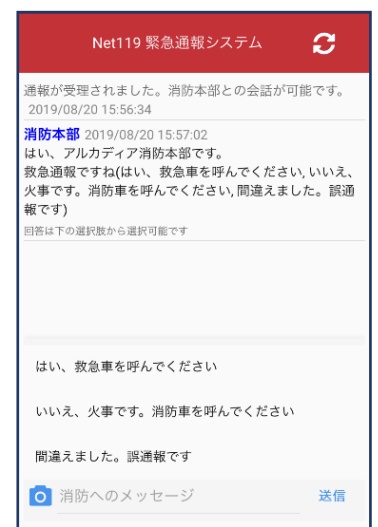 Net119 緊急通報システム
通報が受理されました。消防本部との会話が可能です。
2019/08/20 15:56:34
消防本部 2019/08/20 15:57:02
はい、アルカディア消防本部です。
救急通報ですね(はい、救急車を呼んでください, いいえ、
火事です。消防車を呼んでください, 間違えました。誤通
報です)
回答は下の選択肢から選択可能です
はい、救急車を呼んでください
いいえ、火事です。消防車を呼んでください
間違えました。誤通報です
消防へのメッセージ 送信